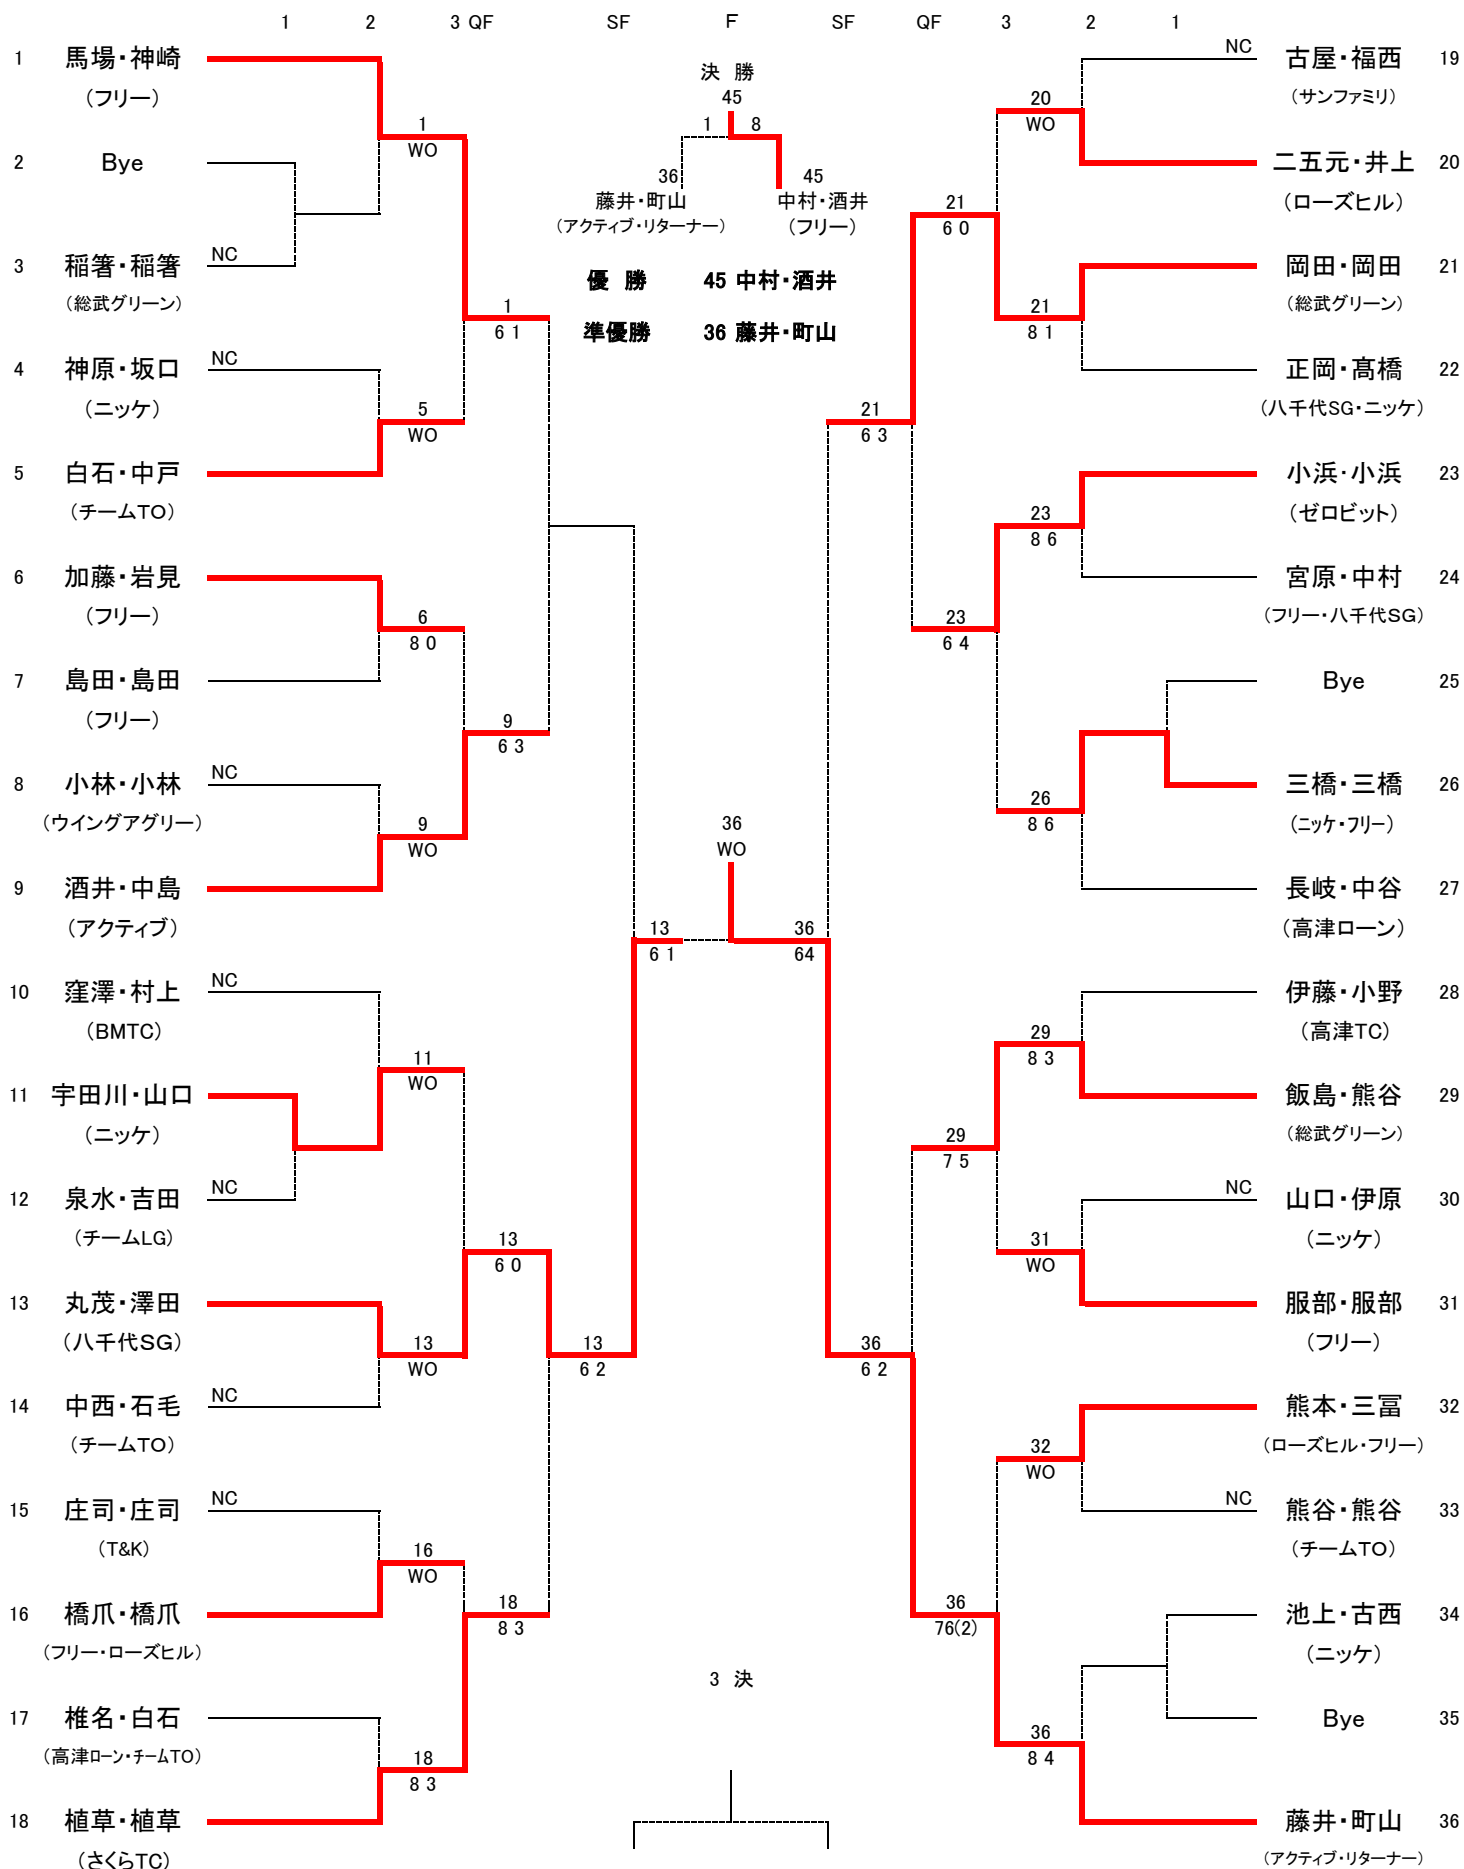 1 2 3 QF SF F SF QF 3 2 1
1 馬場・神崎
(フリー)
2 Bye
3 稲箸・稲箸 NC
(総武グリーン)
4 神原・坂口 NC
(ニッケ)
5 白石・中戸
(チームTO)
6 加藤・岩見
(フリー)
7 島田・島田
(フリー)
8 小林・小林 NC
(ウイングアグリー)
9 酒井・中島
(アクティブ)
10 窪澤・村上 NC
(BMTC)
11 宇田川・山口
(ニッケ)
12 泉水・吉田 NC
(チームLG)
13 丸茂・澤田
(八千代SG)
14 中西・石毛 NC
(チームTO)
15 庄司・庄司 NC
(T&K)
16 橋爪・橋爪
(フリー・ローズヒル)
17 椎名・白石
(高津ローン・チームTO)
18 植草・植草
(さくらTC)
1
WO
5
WO
6
8 0
9
WO
11
WO
13
WO
16
WO
18
8 3
1
6 1
9
6 3
13
6 0
18
8 3
13
6 2
13
6 1
決 勝
45
1 8
36 45
藤井・町山 中村・酒井
(アクティブ・リターナー) (フリー)
優 勝 45 中村・酒井
準優勝 36 藤井・町山
36
WO
36
64
3 決
21
6 3
36
6 2
21
6 0
23
6 4
29
7 5
36
76(2)
20
WO
21
8 1
23
8 6
26
8 6
29
8 3
31
WO
32
WO
36
8 4
NC 古屋・福西 19
(サンファミリ)
二五元・井上 20
(ローズヒル)
岡田・岡田 21
(総武グリーン)
正岡・髙橋 22
(八千代SG・ニッケ)
小浜・小浜 23
(ゼロビット)
宮原・中村 24
(フリー・八千代SG)
Bye 25
三橋・三橋 26
(ニッケ・フリー)
長岐・中谷 27
(高津ローン)
伊藤・小野 28
(高津TC)
飯島・熊谷 29
(総武グリーン)
NC 山口・伊原 30
(ニッケ)
服部・服部 31
(フリー)
熊本・三冨 32
(ローズヒル・フリー)
NC 熊谷・熊谷 33
(チームTO)
池上・古西 34
(ニッケ)
Bye 35
藤井・町山 36
(アクティブ・リターナー)